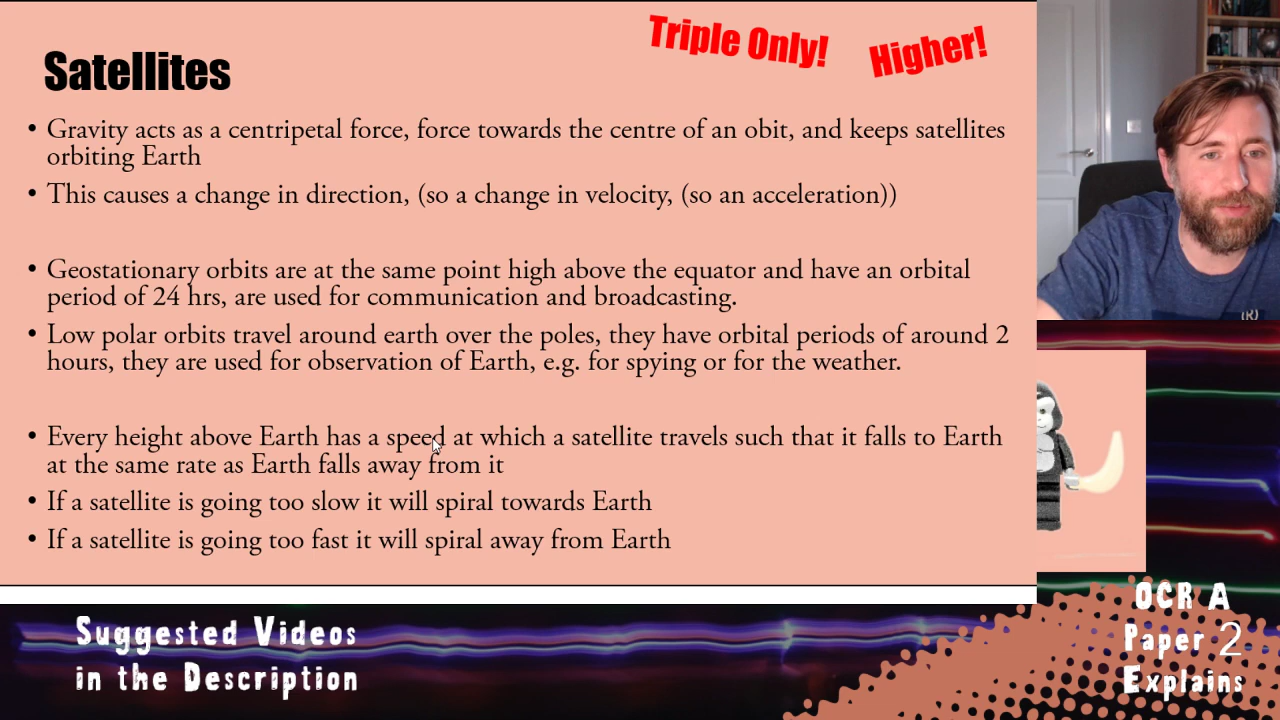 Triple Only!
Higher!
Satellites
• Gravity acts as a centripetal force, force towards the centre of an obit, and keeps satellites
orbiting Earth
• This causes a change in direction, (so a change in velocity, (so an acceleration))
• Geostationary orbits are at the same point high above the equator and have an orbital
period of 24 hrs, are used for communication and broadcasting.
• Low polar orbits travel around earth over the poles, they have orbital periods of around 2
hours, they are used for observation of Earth, e.g. for spying or for the weather.
• Every height above Earth has a speed at which a satellite travels such that it falls to Earth
at the same rate as Earth falls away from it
• If a satellite is going too slow it will spiral towards Earth
• If a satellite is going too fast it will spiral away from Earth
(R)
Suggested Videos
in the Description
OCR A
Paper 2
Explains